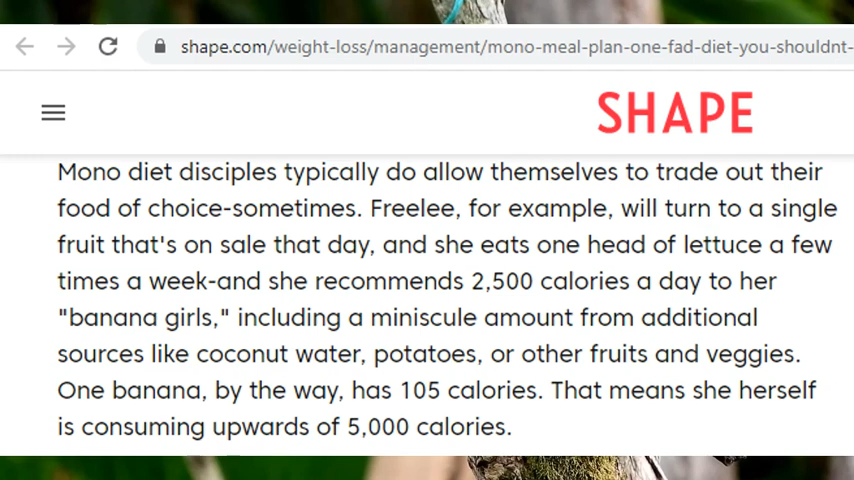 shape.com/weight-loss/management/mono-meal-plan-one-fad-diet-you-shouldnt-
SHAPE
Mono diet disciples typically do allow themselves to trade out their
food of choice-sometimes. Freelee, for example, will turn to a single
fruit that's on sale that day, and she eats one head of lettuce a few
times a week-and she recommends 2,500 calories a day to her
"banana girls," including a miniscule amount from additional
sources like coconut water, potatoes, or other fruits and veggies.
One banana, by the way, has 105 calories. That means she herself
is consuming upwards of 5,000 calories.